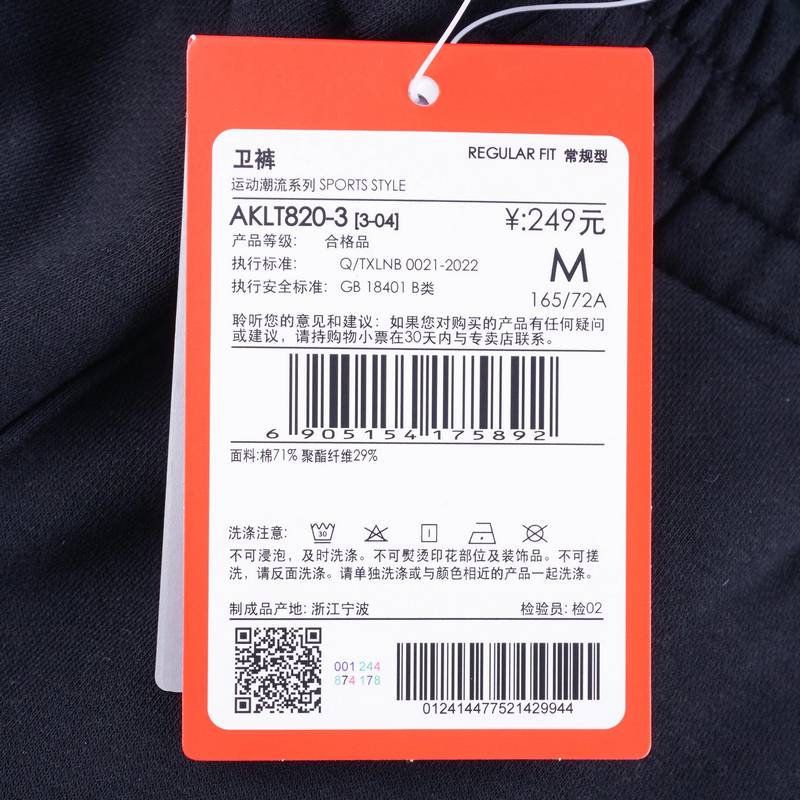 卫裤
REGULAR FIT 常规型
运动潮流系列 SPORTS STYLE
AKLT820-3 [3-04]
¥:249元
产品等级: 合格品
执行标准: Q/TXLNB 0021-2022
M
执行安全标准: GB 18401 B类
165/72A
聆听您的意见和建议: 如果您对购买的产品有任何疑问
或建议, 请持购物小票在30天内与专卖店联系。
6 905154 175892
面料:棉71% 聚酯纤维29%
洗涤注意:
30
不可浸泡, 及时洗涤。不可熨烫印花部位及装饰品。不可搓
洗, 请反面洗涤。请单独洗涤或与颜色相近的产品一起洗涤。
制成品产地: 浙江宁波
检验员: 检02
001 244
874 178
012414477521429944